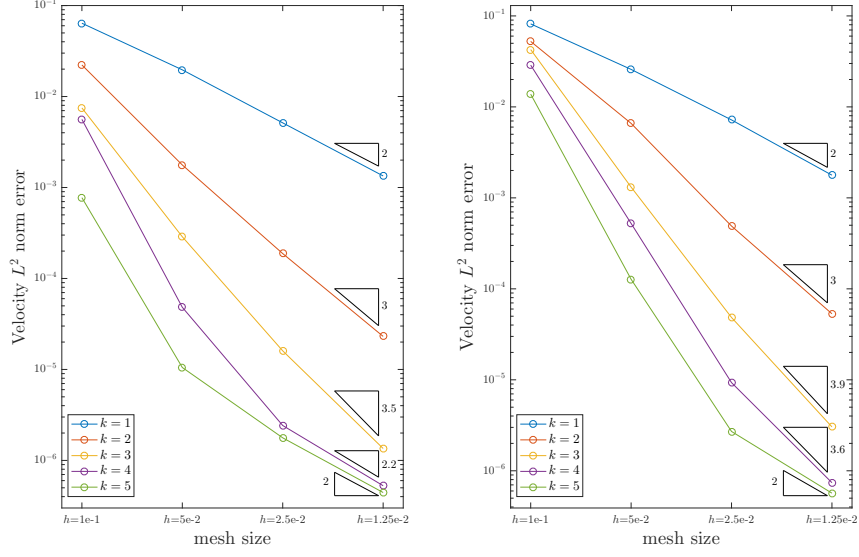 10^{-1}
10^{-2}
10^{-3}
10^{-4}
10^{-5}
10^{-6}
Velocity L^2 norm error
2
3
3.5
2.2
2
k = 1
k = 2
k = 3
k = 4
k = 5
h=1e-1
h=5e-2
h=2.5e-2
h=1.25e-2
mesh size
10^{-1}
10^{-2}
10^{-3}
10^{-4}
10^{-5}
10^{-6}
Velocity L^2 norm error
2
3
3.9
3.6
2
k = 1
k = 2
k = 3
k = 4
k = 5
h=1e-1
h=5e-2
h=2.5e-2
h=1.25e-2
mesh size